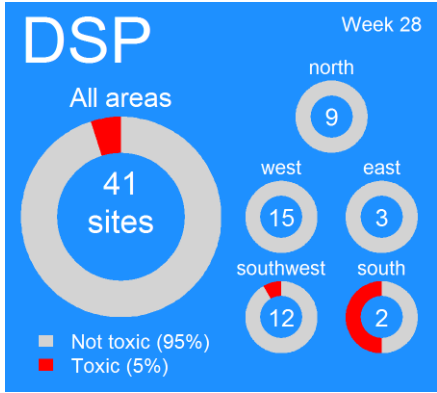 DSP
Week 28
All areas
41
sites
north
9
west
15
east
3
southwest
12
south
2
Not toxic (95%)
Toxic (5%)